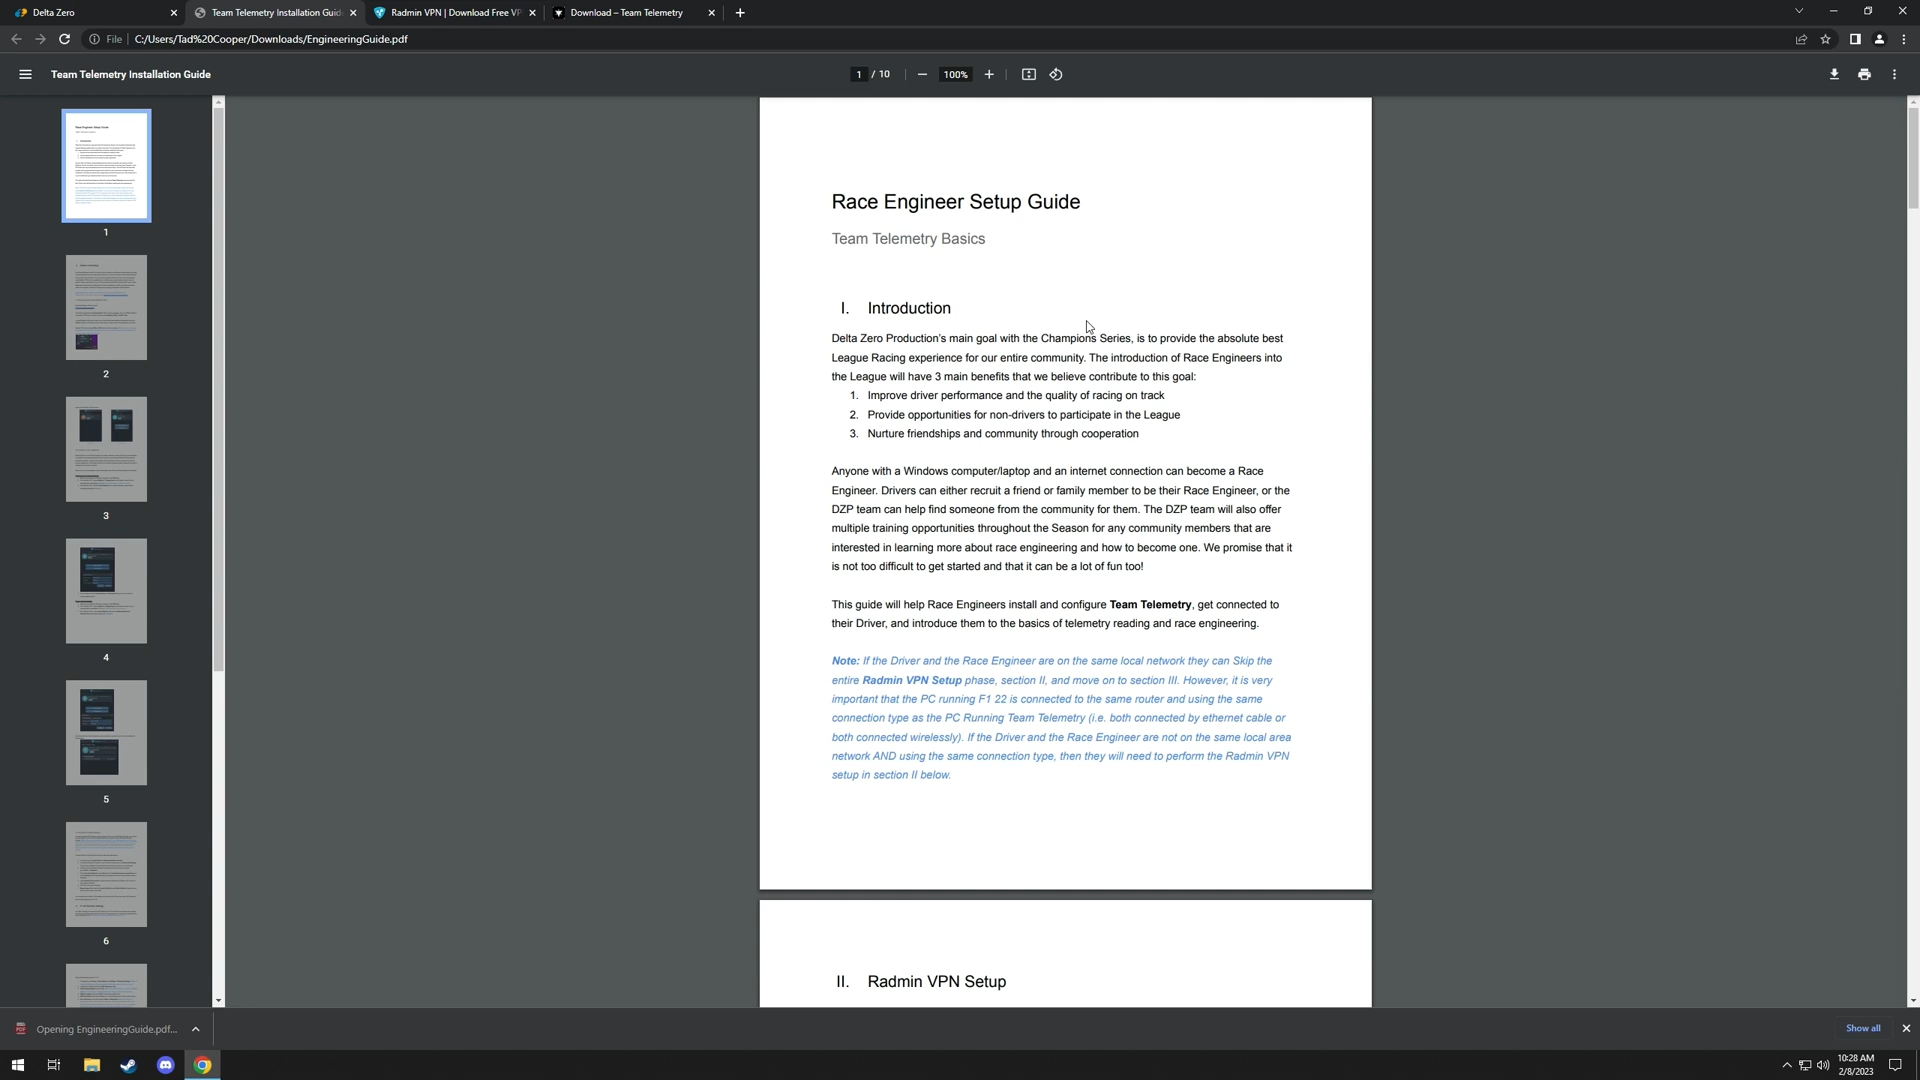 Delta Zero
Team Telemetry Installation Guid
Radmin VPN | Download Free VP
Download – Team Telemetry
File
C:/Users/Tad%20Cooper/Downloads/EngineeringGuide.pdf
Team Telemetry Installation Guide
1 / 10
100%
Race Engineer Setup Guide
Team Telemetry Basics
I. Introduction
Delta Zero Production's main goal with the Champions Series, is to provide the absolute best
League Racing experience for our entire community. The introduction of Race Engineers into
the League will have 3 main benefits that we believe contribute to this goal:
1. Improve driver performance and the quality of racing on track
2. Provide opportunities for non-drivers to participate in the League
3. Nurture friendships and community through cooperation
Anyone with a Windows computer/laptop and an internet connection can become a Race
Engineer. Drivers can either recruit a friend or family member to be their Race Engineer, or the
DZP team can help find someone from the community for them. The DZP team will also offer
multiple training opportunities throughout the Season for any community members that are
interested in learning more about race engineering and how to become one. We promise that it
is not too difficult to get started and that it can be a lot of fun too!
This guide will help Race Engineers install and configure Team Telemetry, get connected to
their Driver, and introduce them to the basics of telemetry reading and race engineering.
Note: If the Driver and the Race Engineer are on the same local network they can Skip the
entire Radmin VPN Setup phase, section II, and move on to section III. However, it is very
important that the PC running F1 22 is connected to the same router and using the same
connection type as the PC Running Team Telemetry (i.e. both connected by ethernet cable or
both connected wirelessly). If the Driver and the Race Engineer are not on the same local area
network AND using the same connection type, then they will need to perform the Radmin VPN
setup in section II below.
II. Radmin VPN Setup
1
2
3
4
5
6
Opening EngineeringGuide.pdf...
Show all
10:28 AM
2/8/2023